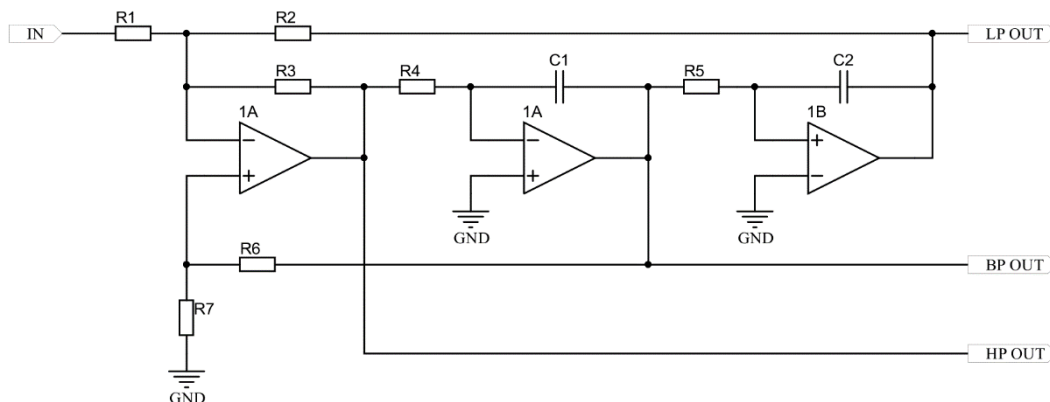 R1
R2
IN
LP OUT
R3
R4
C1
R5
C2
1A
1A
1B
−
+
−
+
+
−
GND
GND
R6
BP OUT
R7
HP OUT
GND